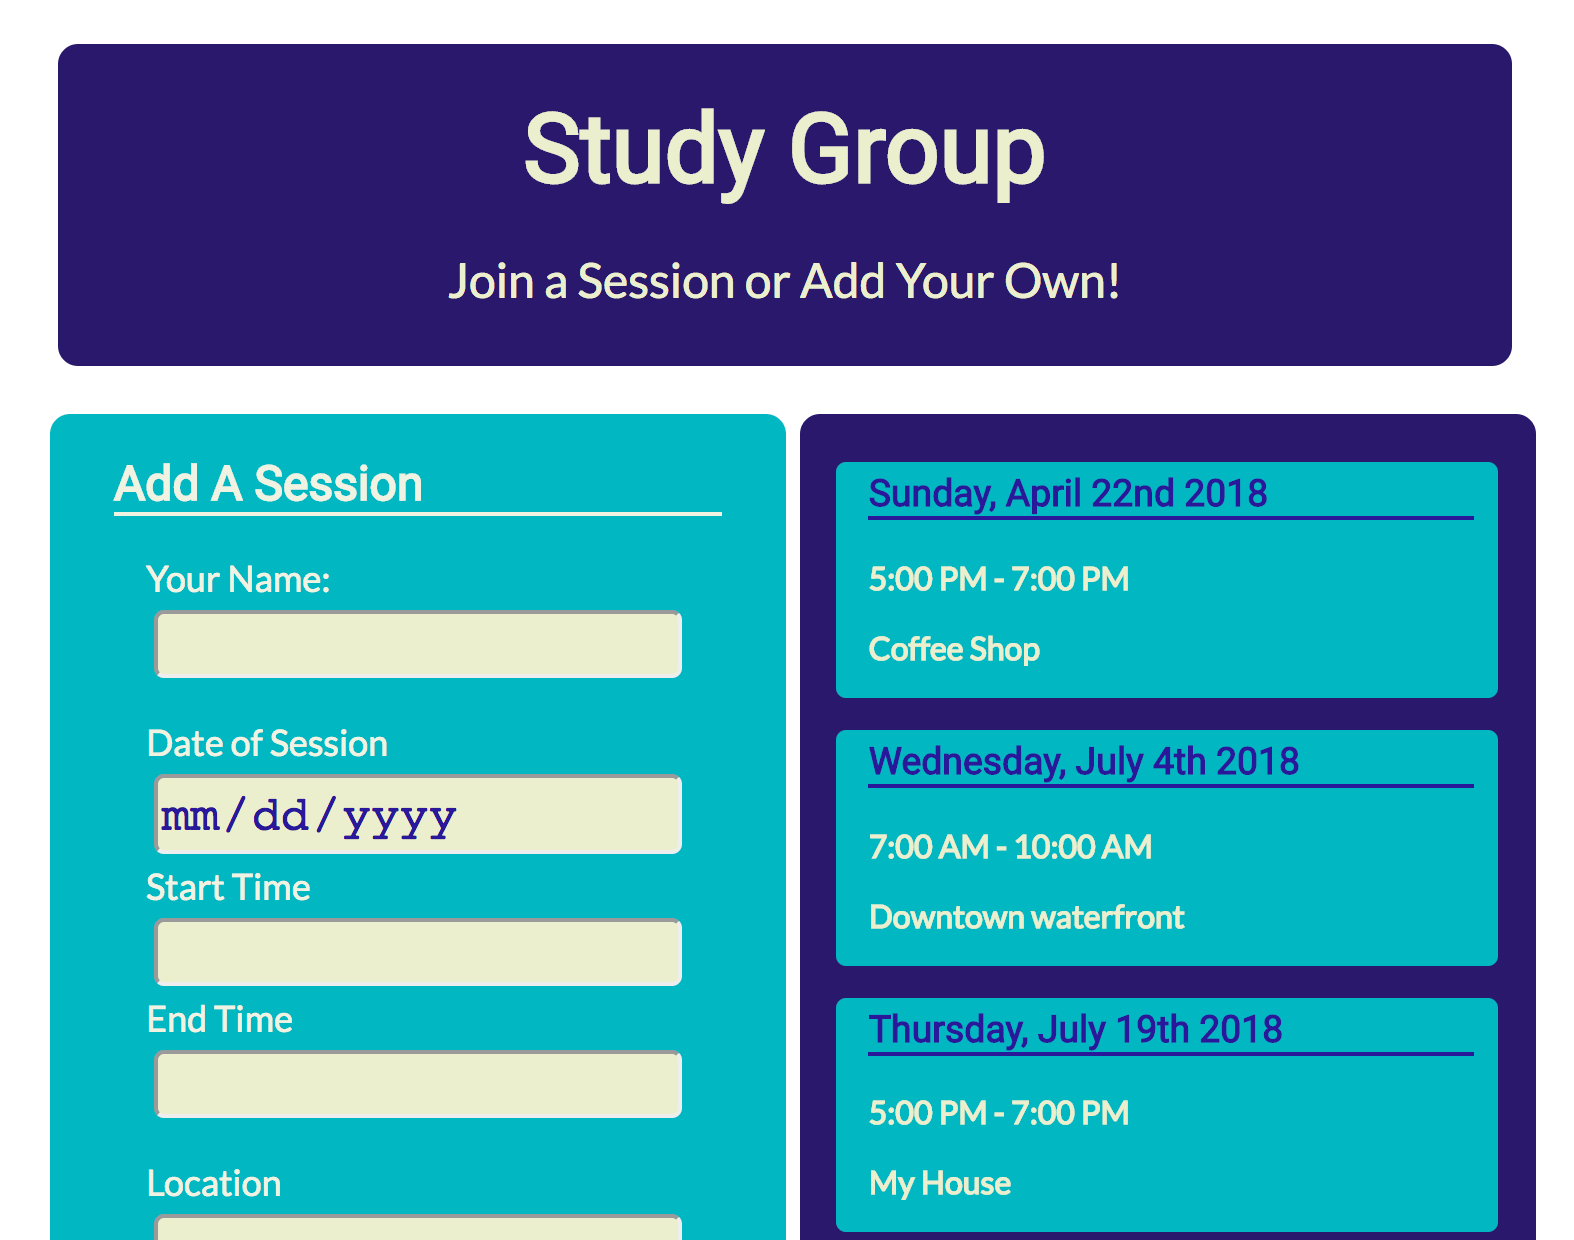 Study Group
Join a Session or Add Your Own!
Add A Session
Your Name:
Date of Session
mm/dd/yyyy
Start Time
End Time
Location
Sunday, April 22nd 2018
5:00 PM - 7:00 PM
Coffee Shop
Wednesday, July 4th 2018
7:00 AM - 10:00 AM
Downtown waterfront
Thursday, July 19th 2018
5:00 PM - 7:00 PM
My House